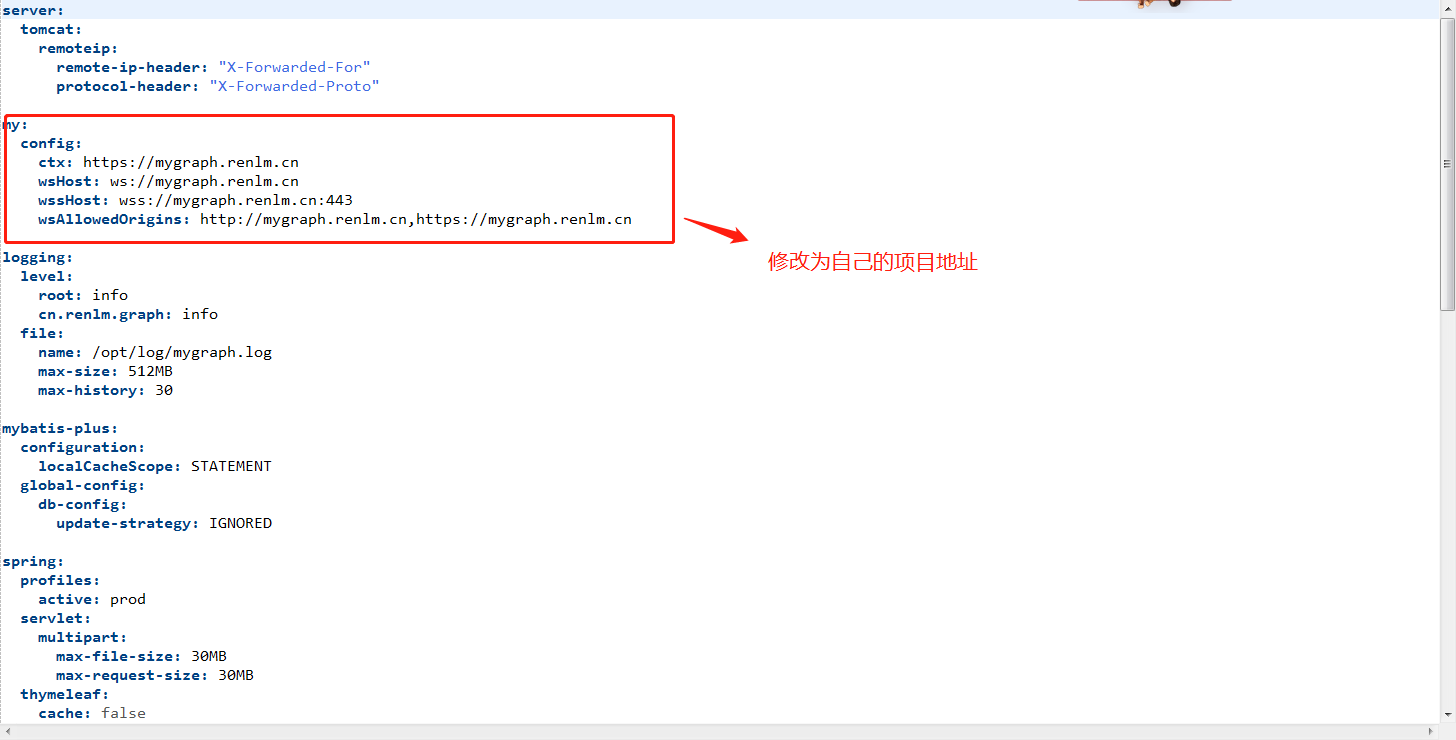 server:
  tomcat:
    remoteip:
      remote-ip-header: "X-Forwarded-For"
      protocol-header: "X-Forwarded-Proto"
my:
  config:
    ctx: https://mygraph.renlm.cn
    wsHost: ws://mygraph.renlm.cn
    wssHost: wss://mygraph.renlm.cn:443
    wsAllowedOrigins: http://mygraph.renlm.cn,https://mygraph.renlm.cn
修改为自己的项目地址
logging:
  level:
    root: info
    cn.renlm.graph: info
  file:
    name: /opt/log/mygraph.log
    max-size: 512MB
    max-history: 30
mybatis-plus:
  configuration:
    localCacheScope: STATEMENT
  global-config:
    db-config:
      update-strategy: IGNORED
spring:
  profiles:
    active: prod
  servlet:
    multipart:
      max-file-size: 30MB
      max-request-size: 30MB
  thymeleaf:
    cache: false